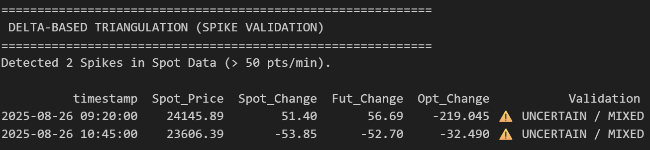 ============================================================
DELTA-BASED TRIANGULATION (SPIKE VALIDATION)
============================================================
Detected 2 Spikes in Spot Data (> 50 pts/min).
timestamp Spot_Price Spot_Change Fut_Change Opt_Change Validation
2025-08-26 09:20:00 24145.89 51.40 56.69 -219.045 ⚠️ UNCERTAIN / MIXED
2025-08-26 10:45:00 23606.39 -53.85 -52.70 -32.490 ⚠️ UNCERTAIN / MIXED